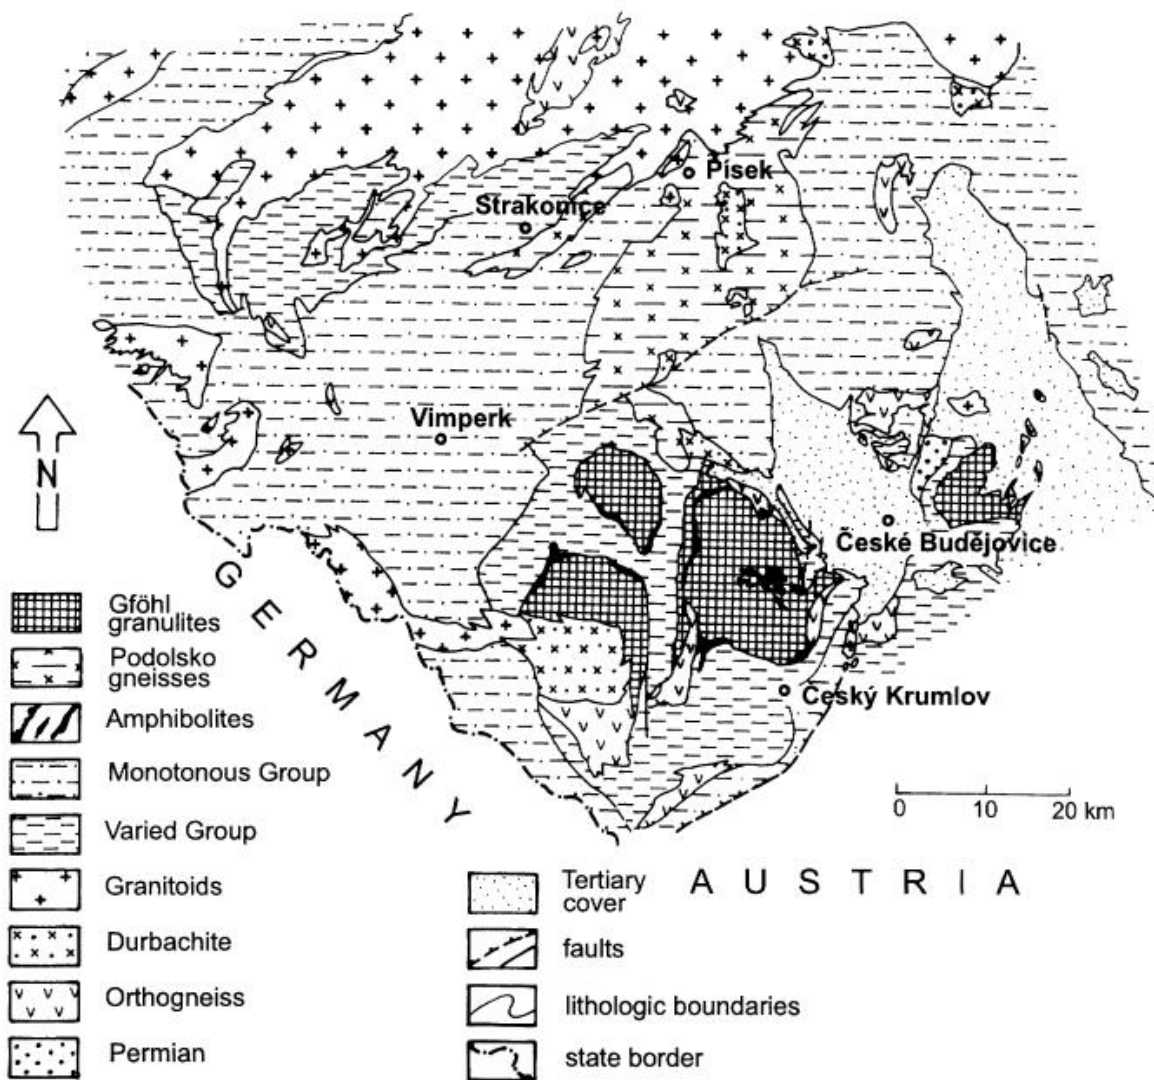 Písek
Strakonice
Vimperk
N
České Budějovice
GERMANY
Český Krumlov
0 10 20 km
AUSTRIA
Gföhl
granulites
Podolsko
gneisses
Amphibolites
Monotonous Group
Varied Group
Granitoids
Durbachite
Orthogneiss
Permian
Tertiary
cover
faults
lithologic boundaries
state border